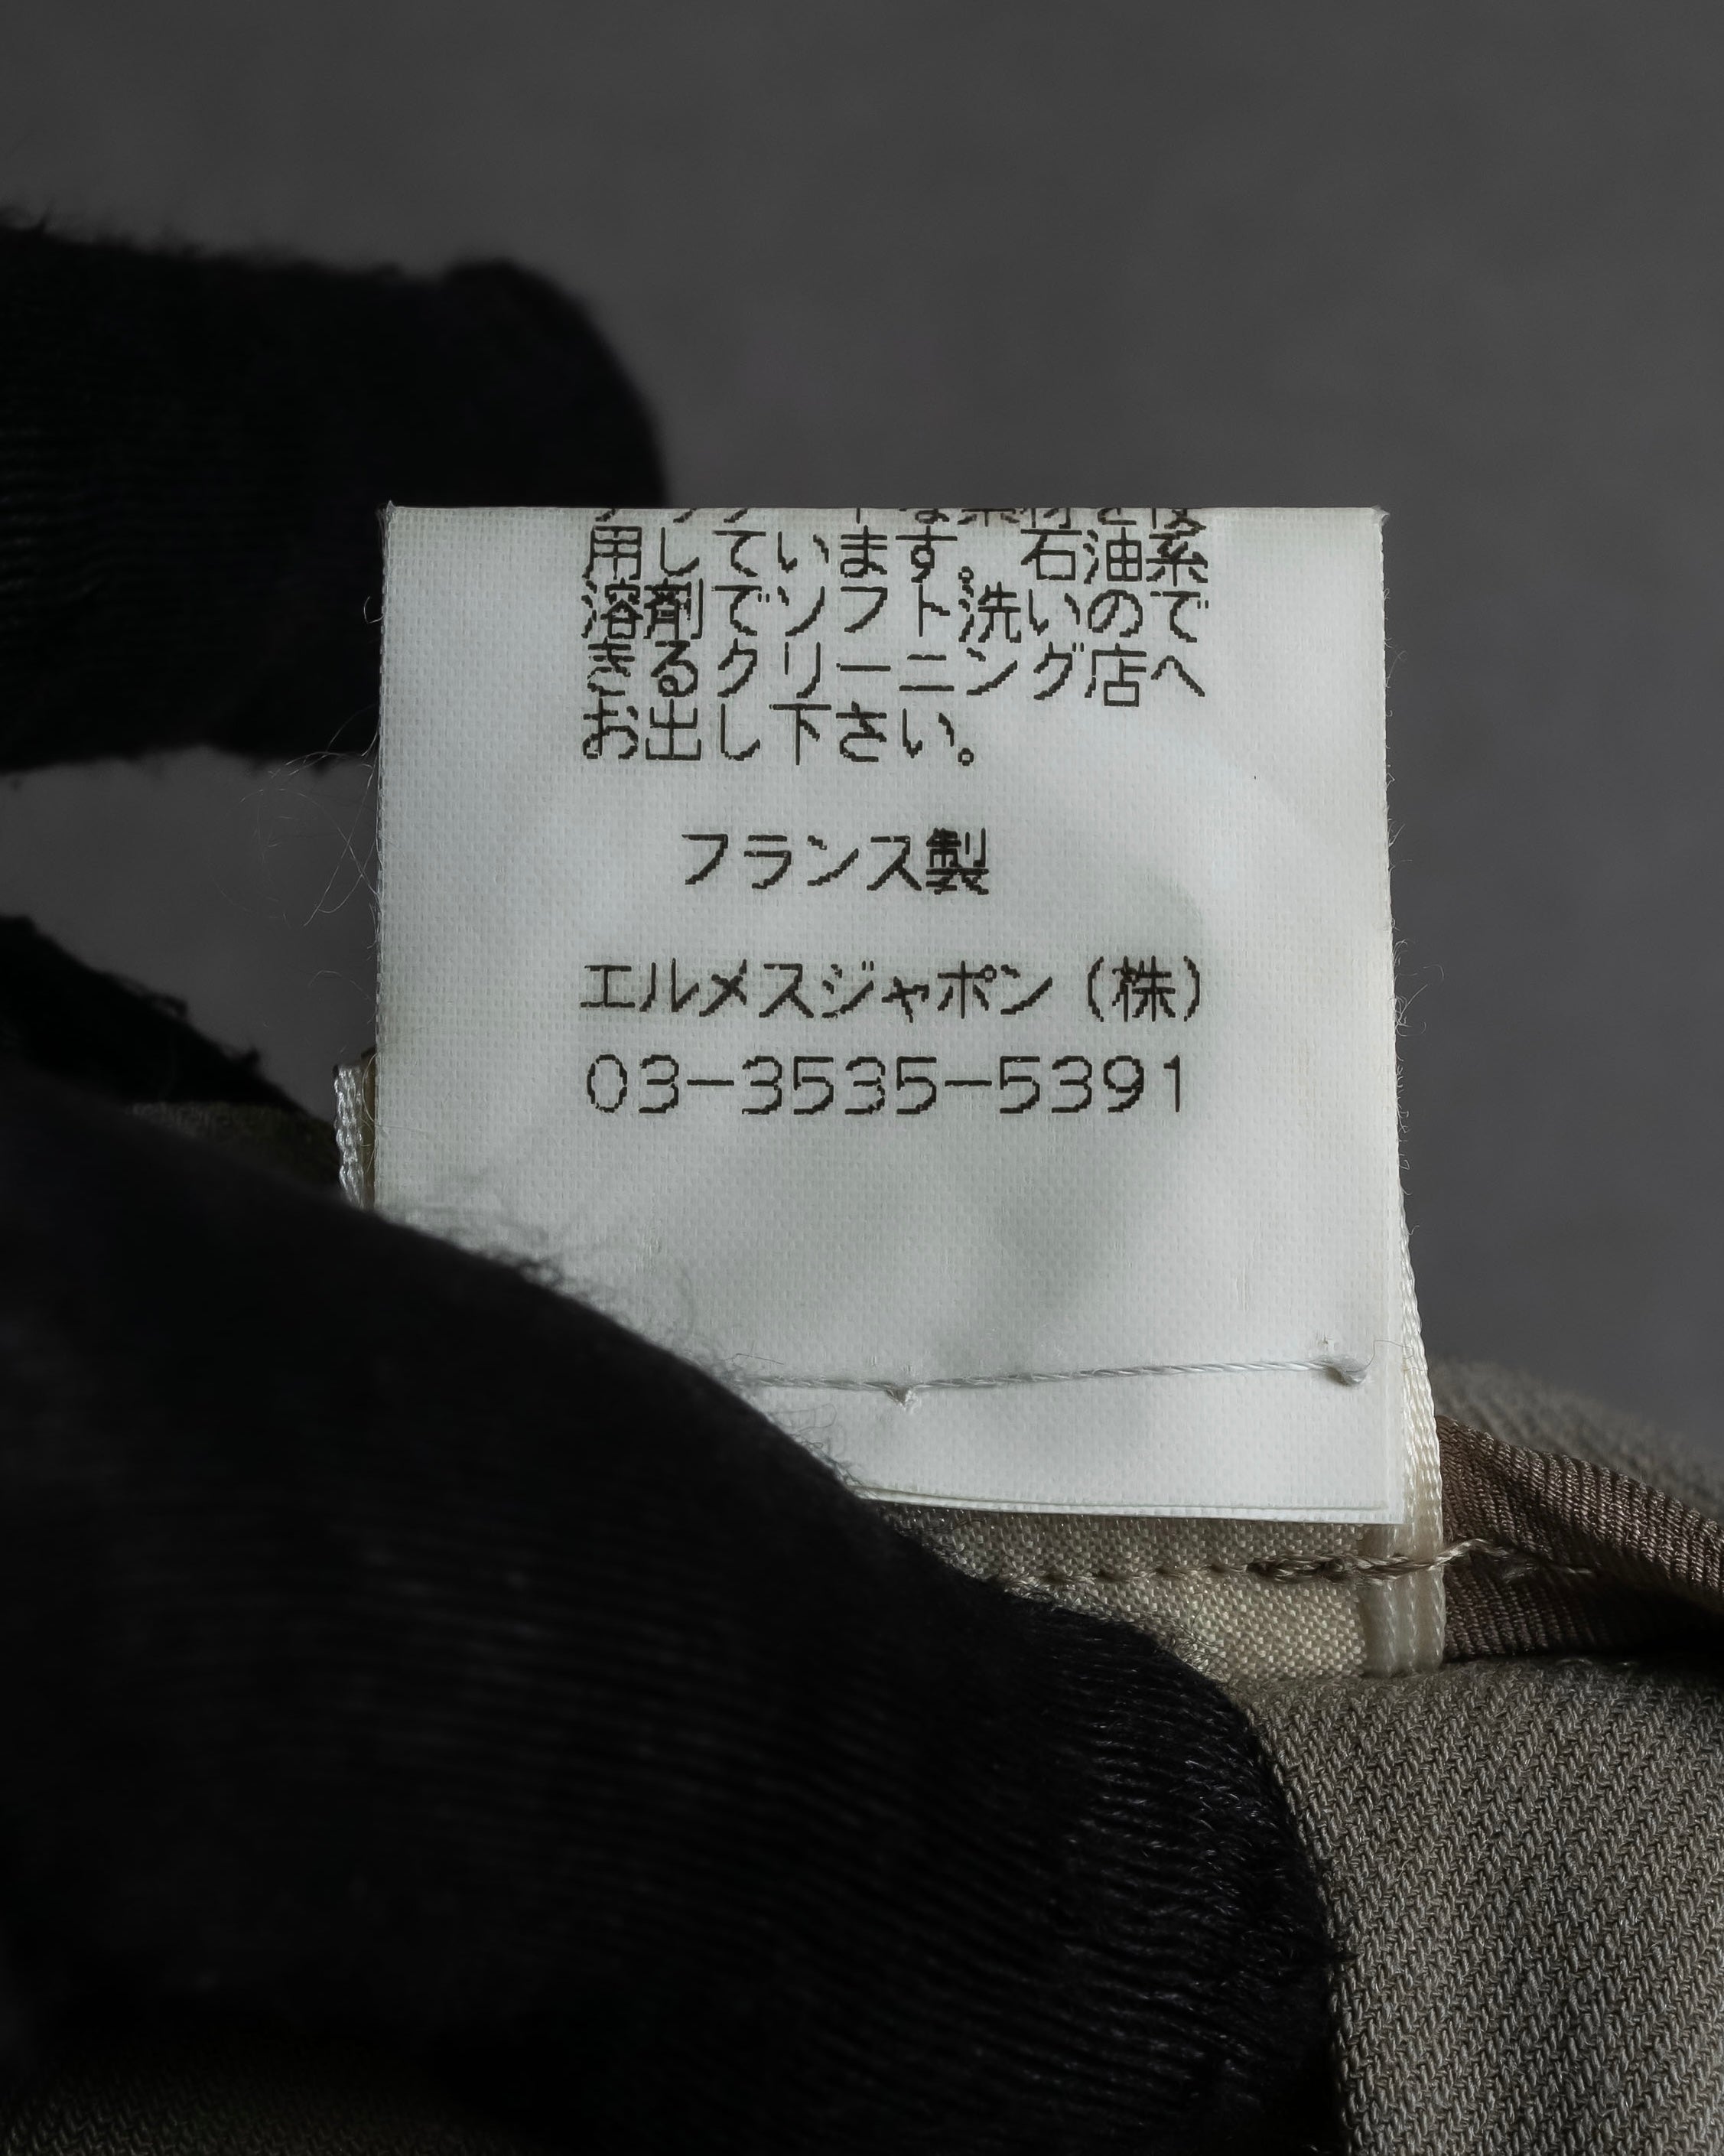 用しています。石油系
溶剤でソフト洗いので
きるクリーニング店へ
お出し下さい。
フランス製
エルメスジャポン(株)
03-3535-5391